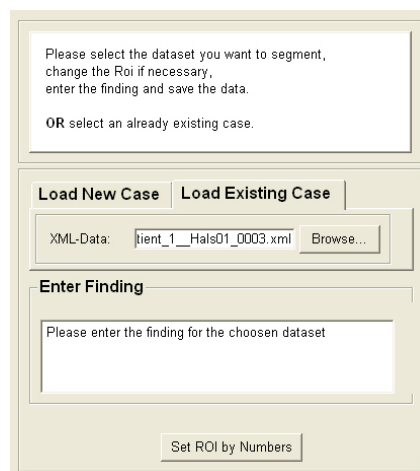 Please select the dataset you want to segment,
change the Roi if necessary,
enter the finding and save the data.
OR select an already existing case.
Load New Case Load Existing Case
XML-Data: tient_1__Hals01_0003.xml Browse...
Enter Finding
Please enter the finding for the choosen dataset
Set ROI by Numbers